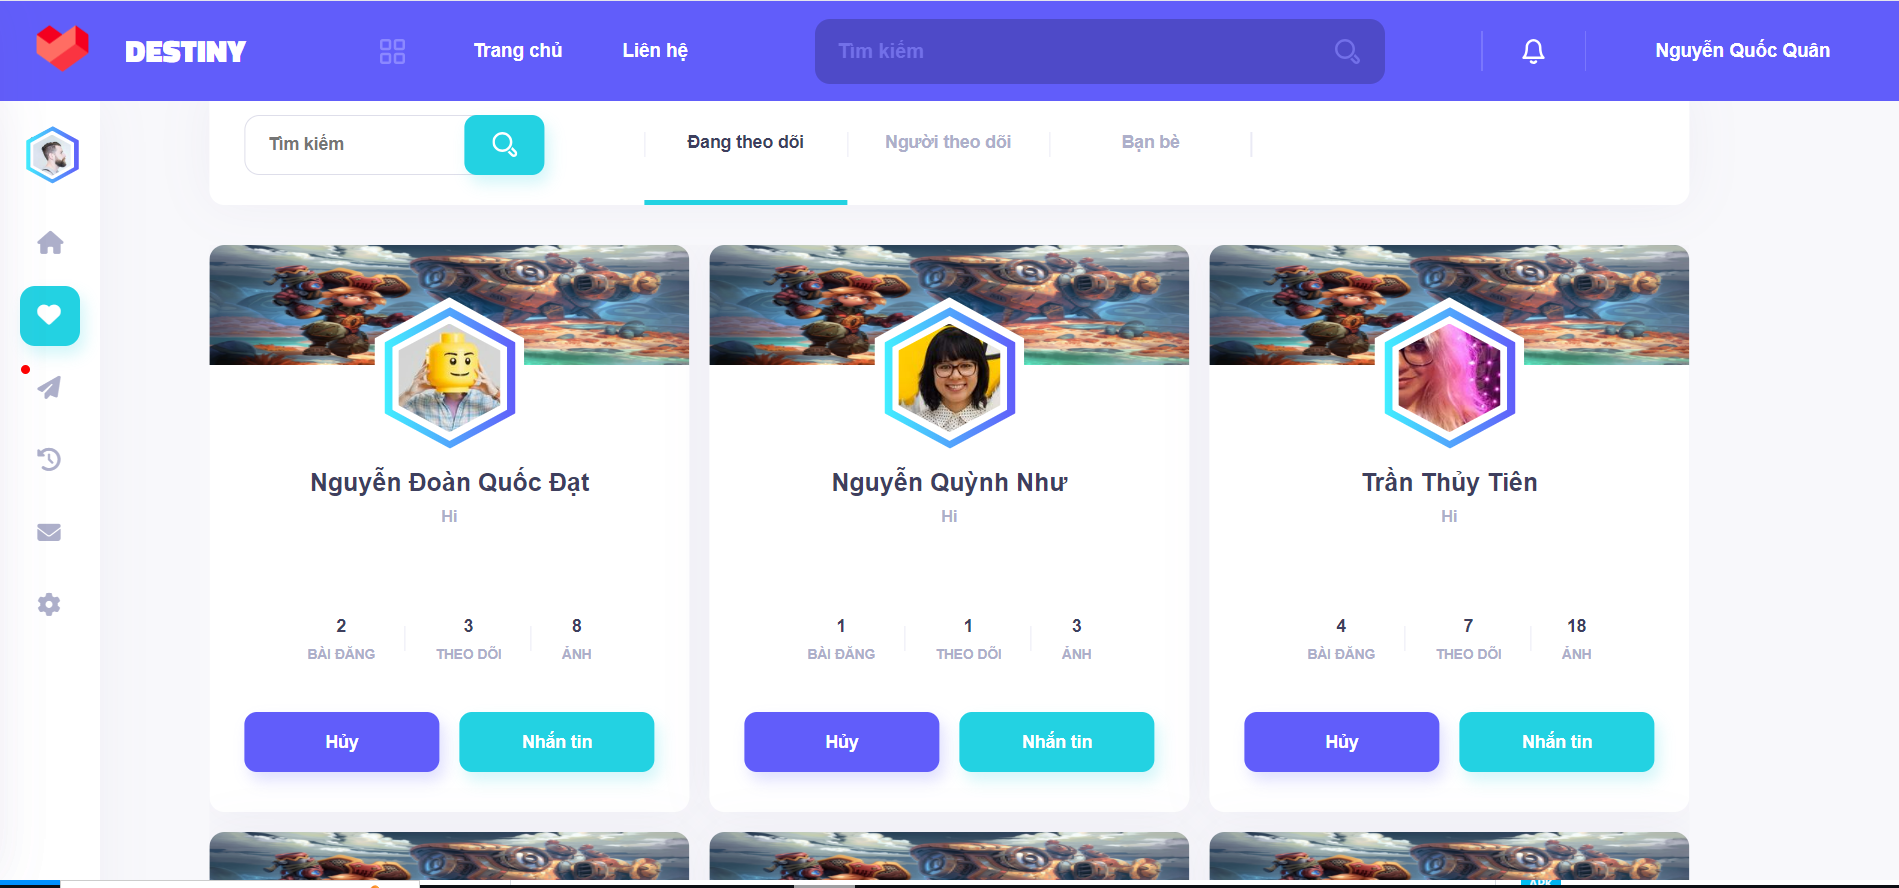 DESTINY
Trang chủ
Liên hệ
Tìm kiếm
Nguyễn Quốc Quân
Tìm kiếm
Đang theo dõi
Người theo dõi
Bạn bè
Nguyễn Đoàn Quốc Đạt
Hi
2 3 8
BÀI ĐĂNG THEO DÕI ẢNH
Hủy
Nhắn tin
Nguyễn Quỳnh Như
Hi
1 1 3
BÀI ĐĂNG THEO DÕI ẢNH
Hủy
Nhắn tin
Trần Thủy Tiên
Hi
4 7 18
BÀI ĐĂNG THEO DÕI ẢNH
Hủy
Nhắn tin